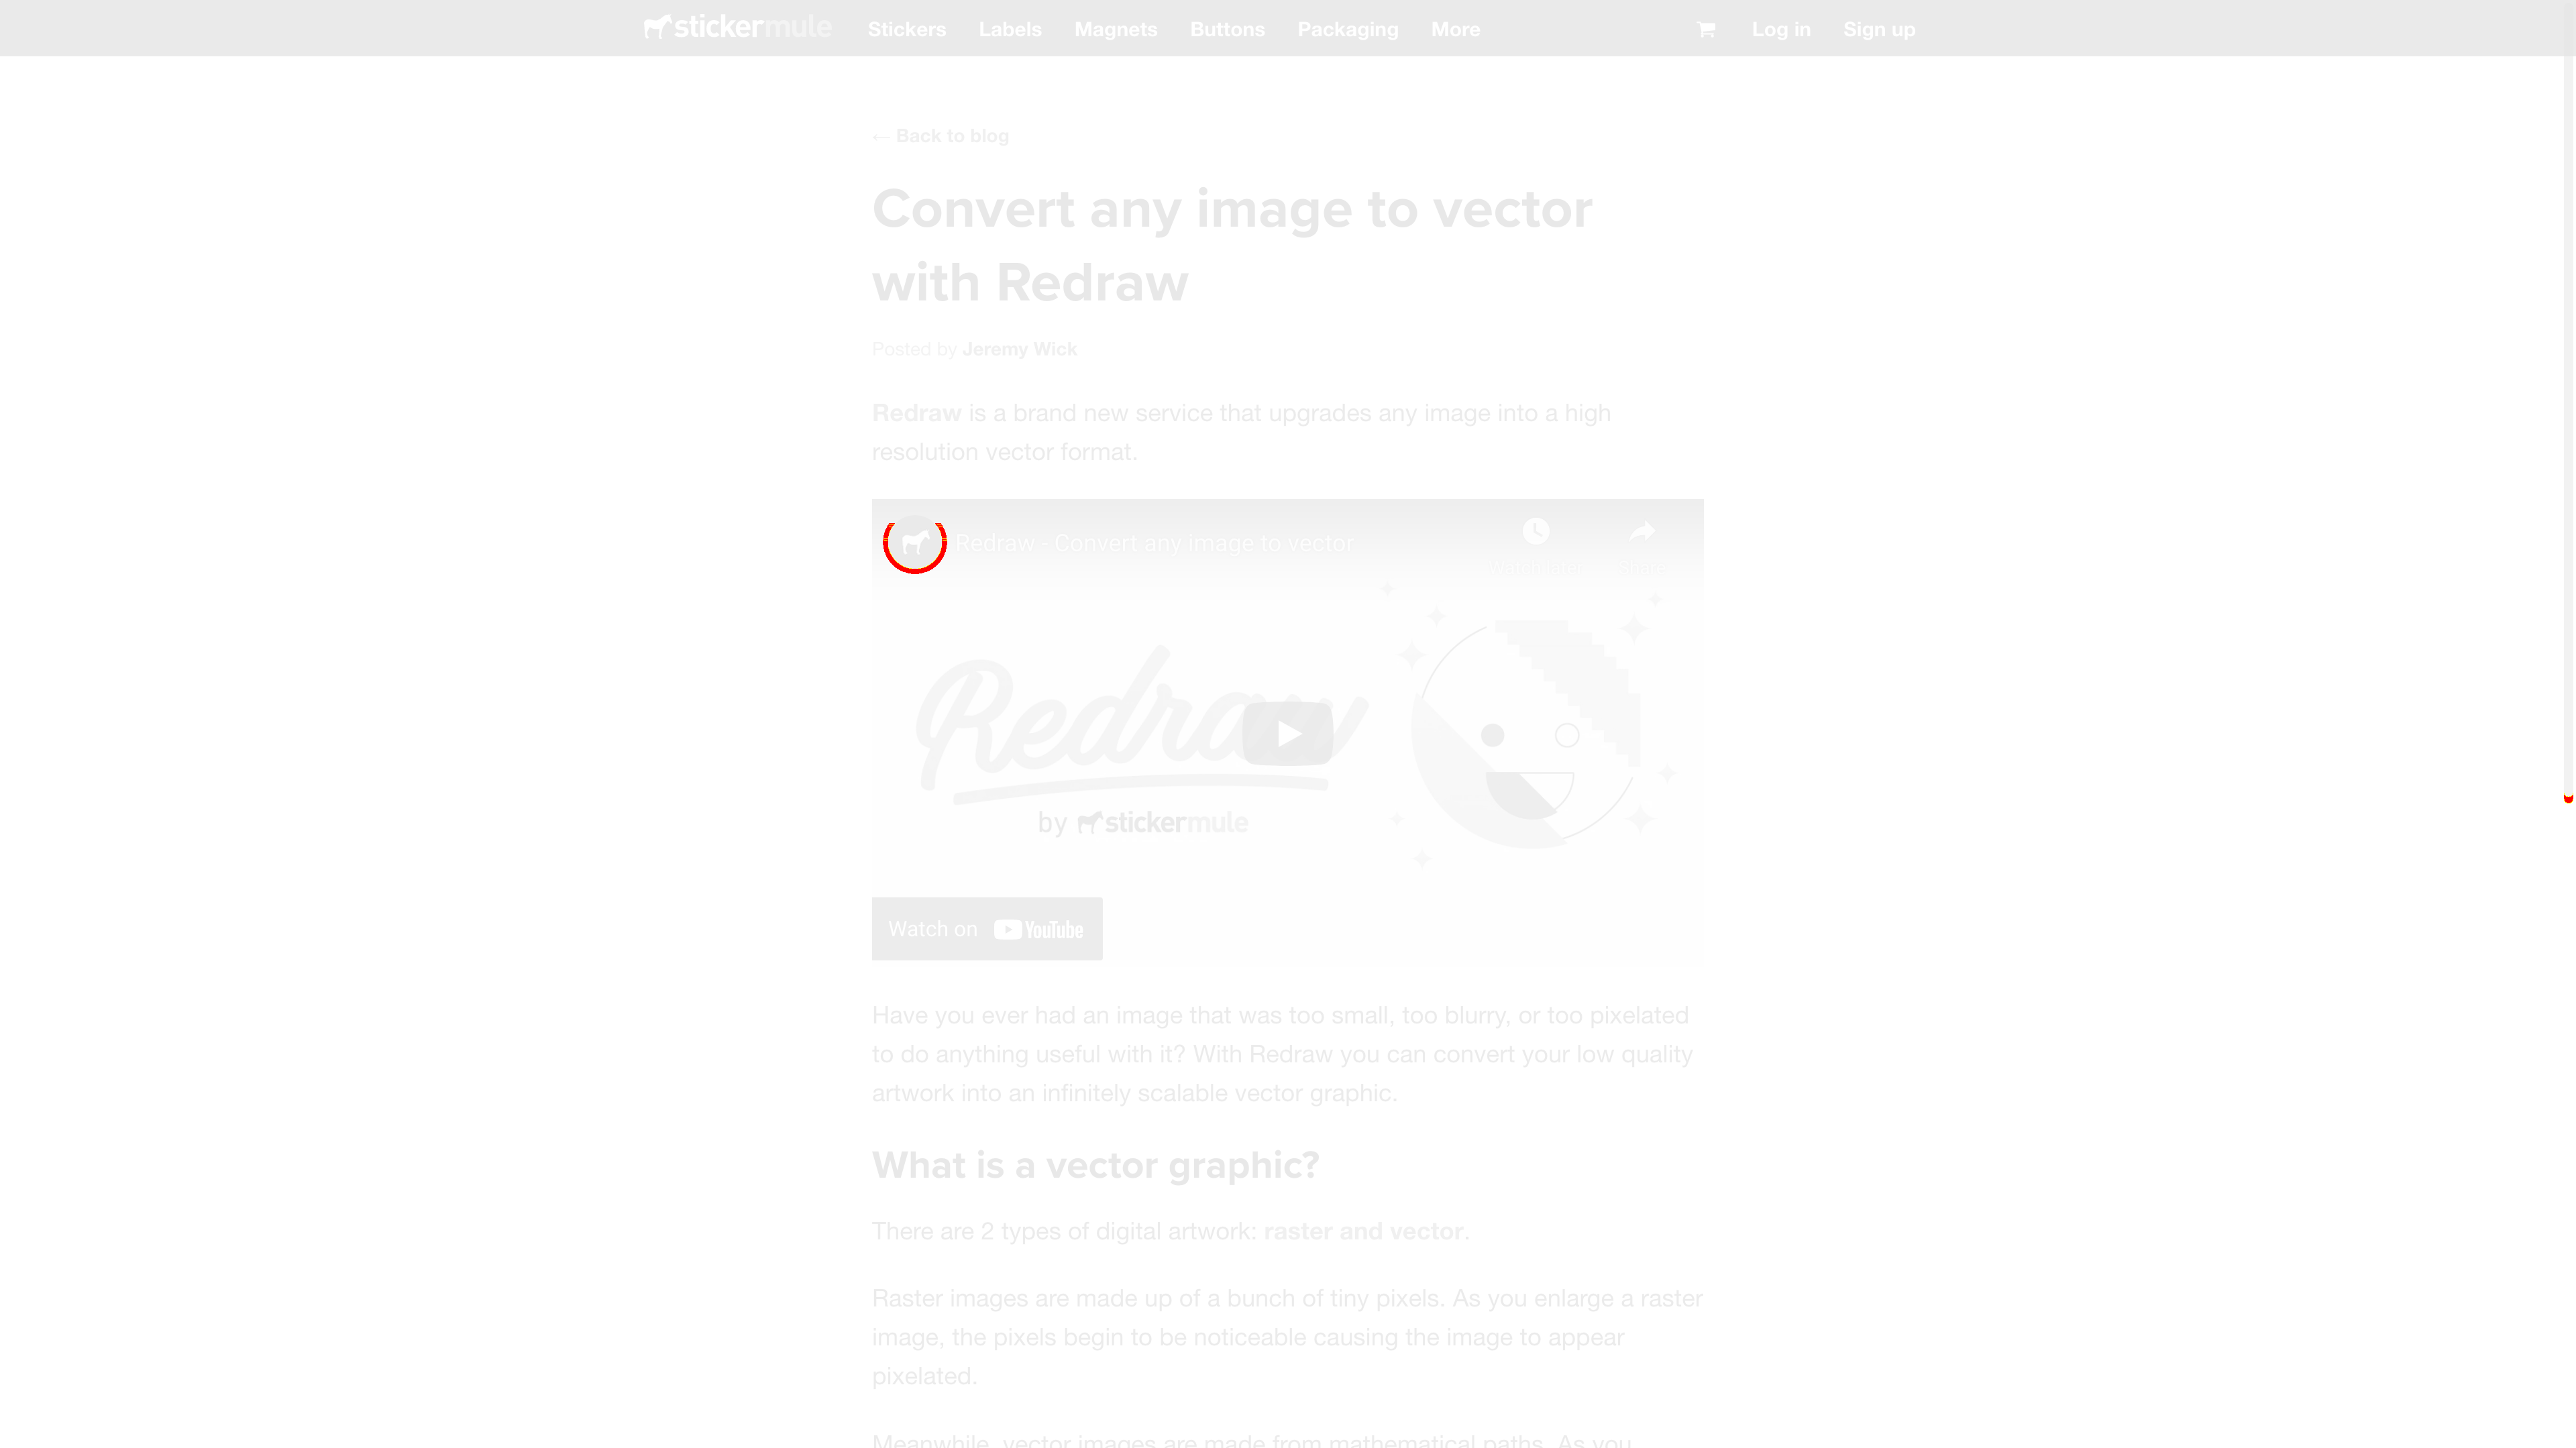 stickermule Stickers Labels Magnets Buttons Packaging More Log in Sign up
← Back to blog
Convert any image to vector
with Redraw
Posted by Jeremy Wick
Redraw is a brand new service that upgrades any image into a high
resolution vector format.
Redraw - Convert any image to vector
Redraw
by stickermule
Watch on YouTube
Have you ever had an image that was too small, too blurry, or too pixelated
to do anything useful with it? With Redraw you can convert your low quality
artwork into an infinitely scalable vector graphic.
What is a vector graphic?
There are 2 types of digital artwork: raster and vector.
Raster images are made up of a bunch of tiny pixels. As you enlarge a raster
image, the pixels begin to be noticeable causing the image to appear
pixelated.
Meanwhile, vector images are made from mathematical paths. As you